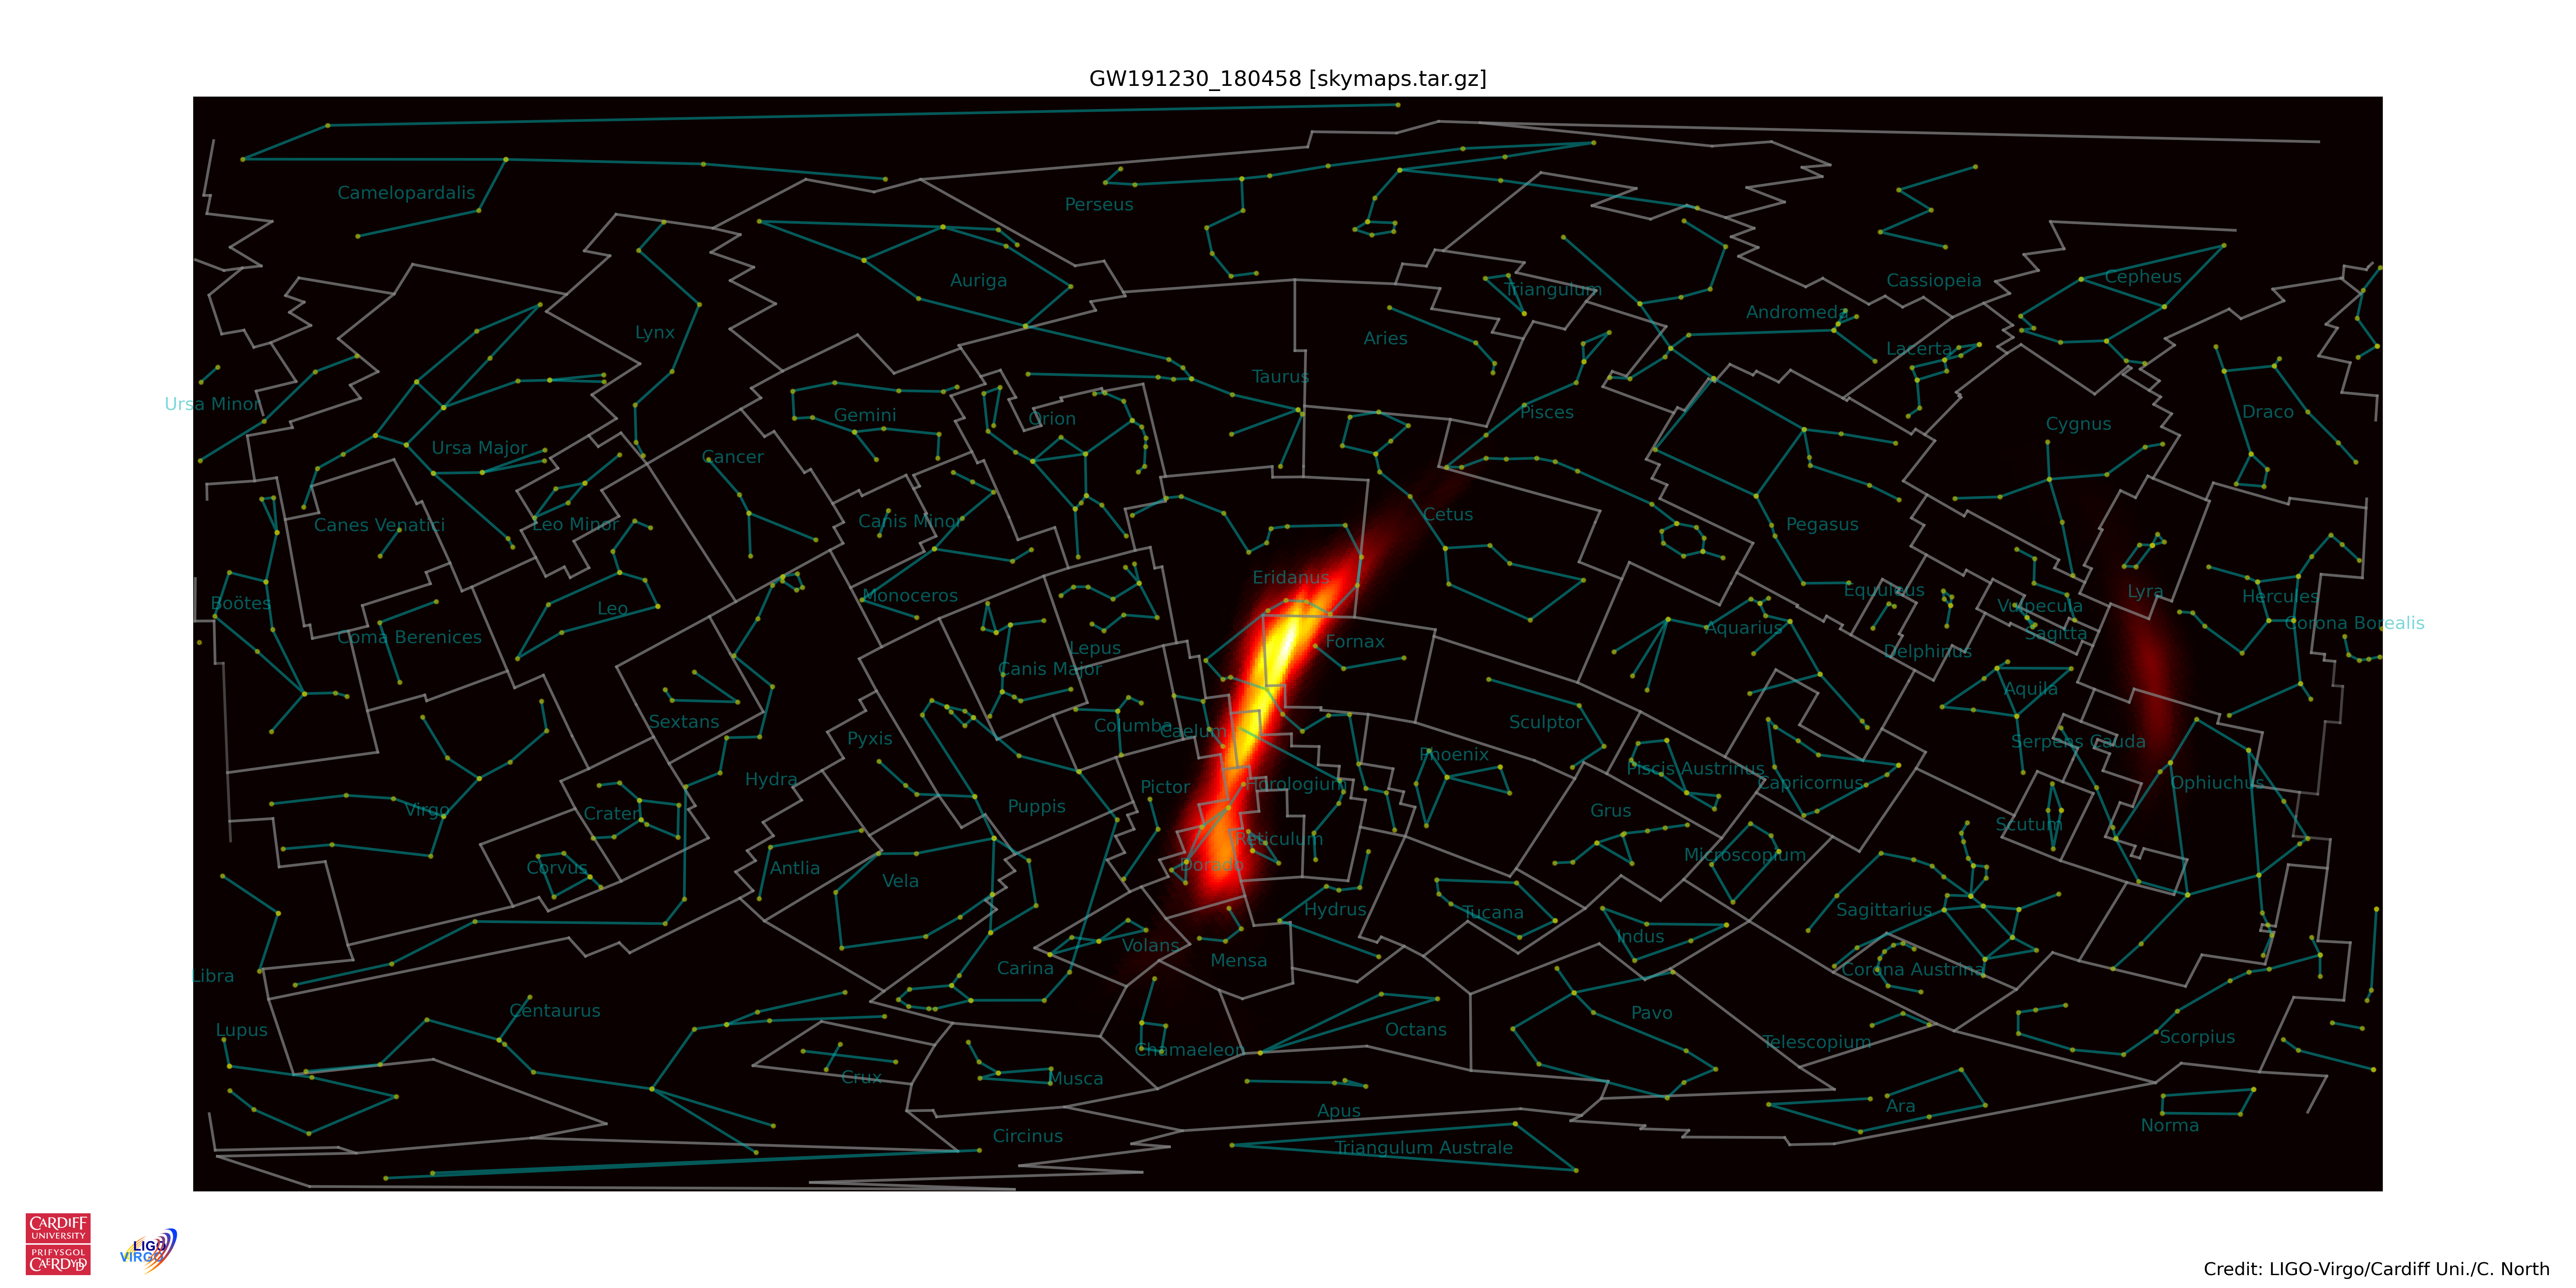 GW191230_180458 [skymaps.tar.gz]
Camelopardalis
Perseus
Auriga
Triangulum
Cassiopeia
Cepheus
Andromeda
Lynx
Aries
Lacerta
Taurus
Ursa Minor
Gemini
Orion
Pisces
Cygnus
Draco
Ursa Major
Cancer
Canes Venatici
Leo Minor
Canis Minor
Cetus
Pegasus
Eridanus
Boötes
Leo
Monoceros
Equuleus
Vulpecula
Lyra
Hercules
Corona Borealis
Coma Berenices
Lepus
Fornax
Aquarius
Sagitta
Delphinus
Canis Major
Aquila
Sextans
Columba
Caelum
Sculptor
Serpens Cauda
Pyxis
Phoenix
Piscis Austrinus
Hydra
Pictor
Horologium
Capricornus
Ophiuchus
Virgo
Crater
Puppis
Grus
Scutum
Reticulum
Microscopium
Corvus
Antlia
Vela
Dorado
Hydrus
Tucana
Sagittarius
Indus
Volans
Mensa
Carina
Corona Austrina
Libra
Centaurus
Pavo
Lupus
Octans
Telescopium
Scorpius
Chamaeleon
Crux
Musca
Apus
Ara
Norma
Circinus
Triangulum Australe
CARDIFF
UNIVERSITY
PRIFYSGOL
CAERDYDD
LIGO
VIRGO
Credit: LIGO-Virgo/Cardiff Uni./C. North